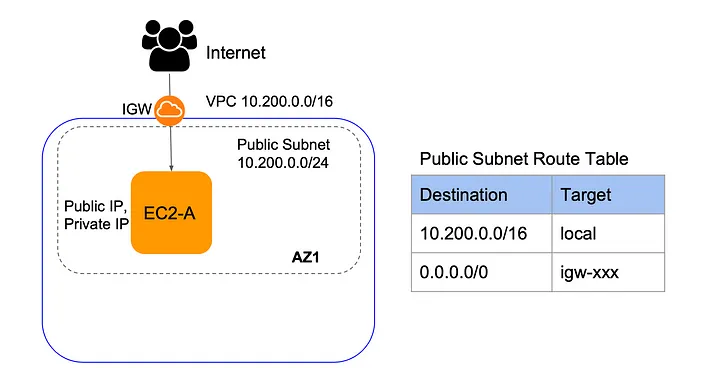 Internet
IGW
VPC 10.200.0.0/16
Public Subnet
10.200.0.0/24
Public IP,
Private IP
EC2-A
AZ1
Public Subnet Route Table
Destination Target
10.200.0.0/16 local
0.0.0.0/0 igw-xxx